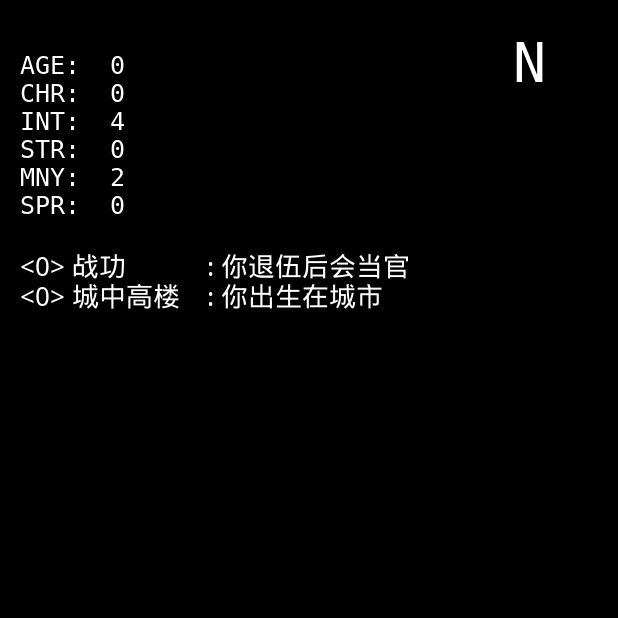 N
AGE: 0
CHR: 0
INT: 4
STR: 0
MNY: 2
SPR: 0
<O> 战功 :你退伍后会当官
<O> 城中高楼 :你出生在城市